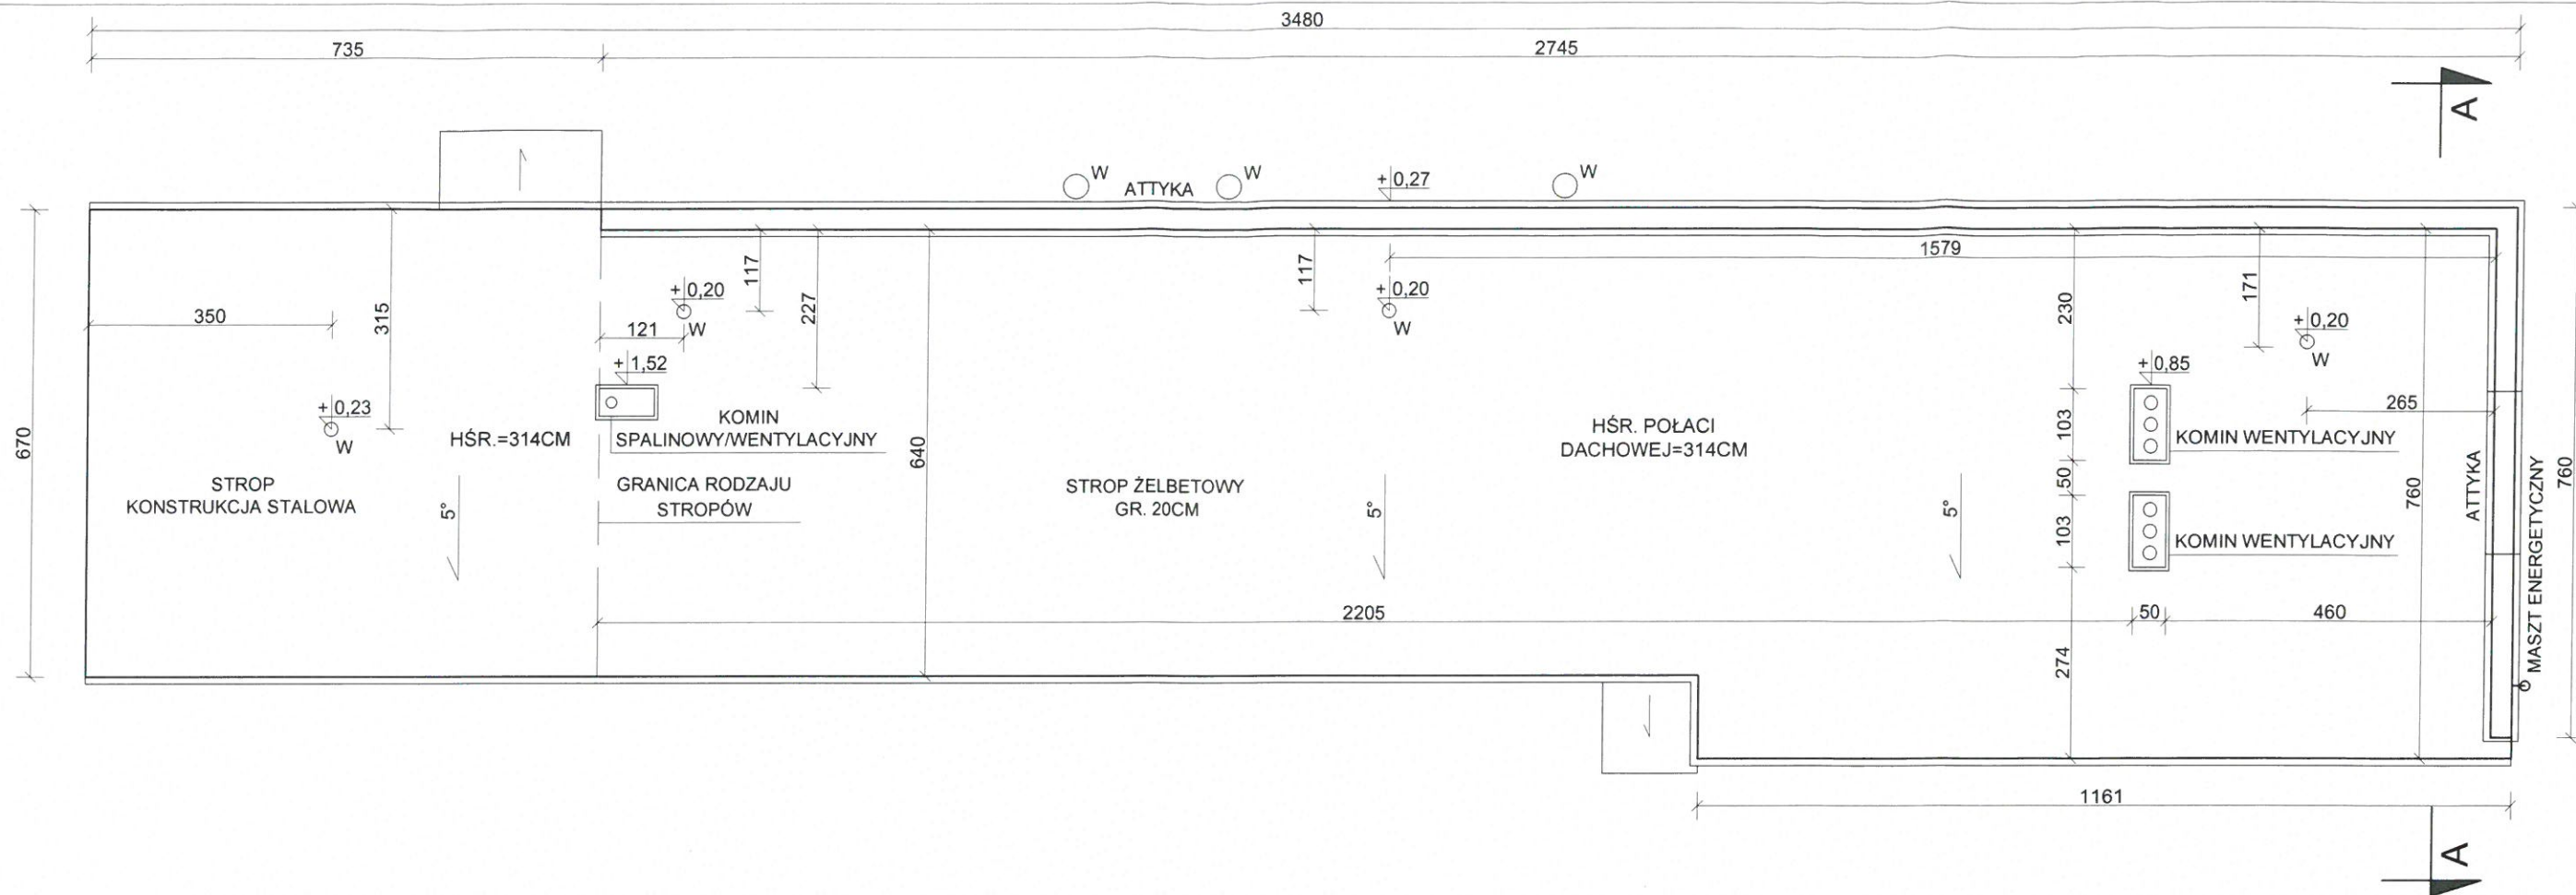 3480
735
2745
A
W
W
W
ATTYKA
+0,27
1579
117
117
227
230
171
315
350
+0,20
W
121
+0,20
W
+0,20
W
+1,52
+0,85
+0,23
W
265
670
HŚR.=314CM
KOMIN
SPALINOWY/WENTYLACYJNY
640
HŚR. POŁACI
DACHOWEJ=314CM
103
KOMIN WENTYLACYJNY
50
760
ATTYKA
MASZT ENERGETYCZNY
760
STROP
KONSTRUKCJA STALOWA
5°
GRANICA RODZAJU
STROPÓW
STROP ŻELBETOWY
GR. 20CM
5°
5°
103
KOMIN WENTYLACYJNY
2205
50
460
274
1161
A